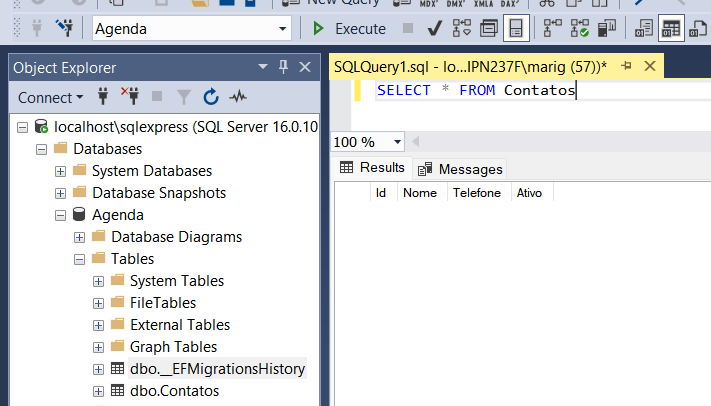 New Query MDX DMX XMLA DAX
Agenda Execute
Object Explorer
Connect
localhost\sqlexpress (SQL Server 16.0.10
Databases
System Databases
Database Snapshots
Agenda
Database Diagrams
Tables
System Tables
FileTables
External Tables
Graph Tables
dbo.__EFMigrationsHistory
dbo.Contatos
SQLQuery1.sql - lo...IPN237F\marig (57))*
SELECT * FROM Contatos
100 %
Results Messages
Id Nome Telefone Ativo